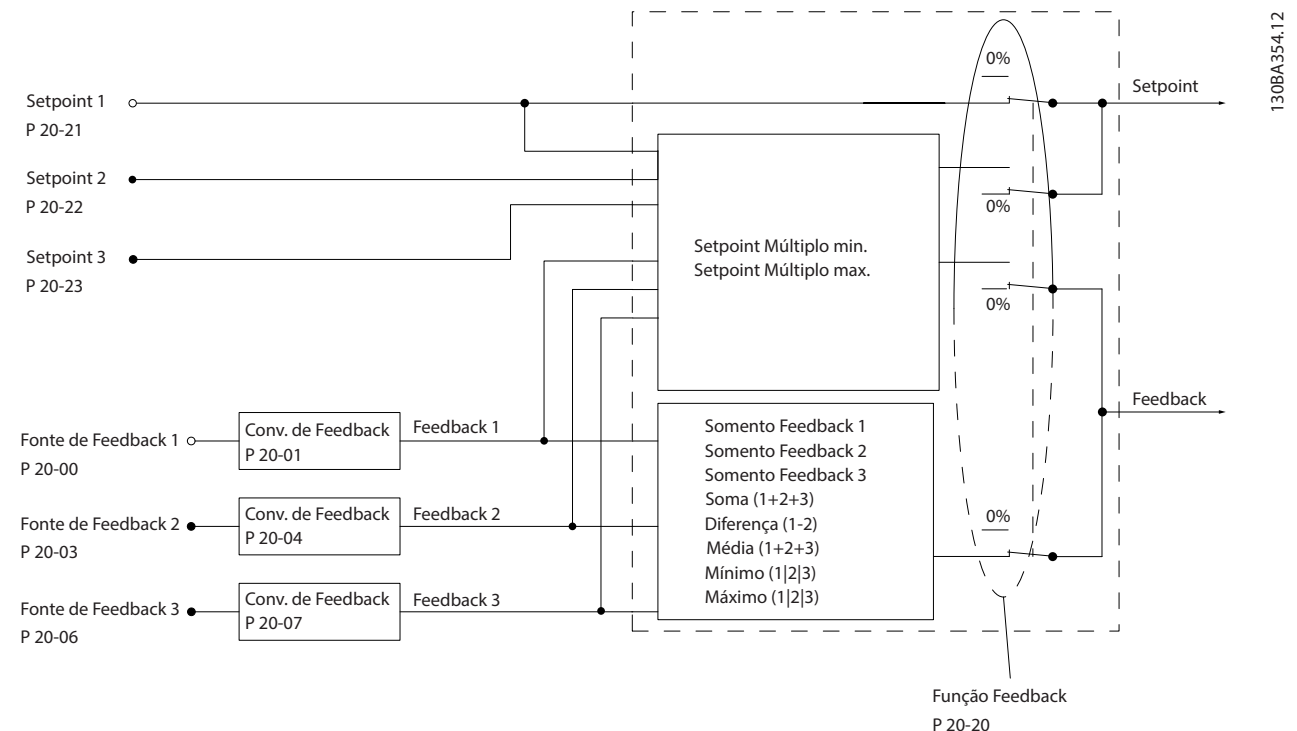 130BA354.12
0%
Setpoint
Setpoint 1
P 20-21
Setpoint 2
P 20-22
0%
Setpoint 3
P 20-23
Setpoint Múltiplo min.
Setpoint Múltiplo max.
0%
Feedback
Fonte de Feedback 1
P 20-00
Conv. de Feedback
P 20-01
Feedback 1
Fonte de Feedback 2
P 20-03
Conv. de Feedback
P 20-04
Feedback 2
Fonte de Feedback 3
P 20-06
Conv. de Feedback
P 20-07
Feedback 3
Somento Feedback 1
Somento Feedback 2
Somento Feedback 3
Soma (1+2+3)
Diferença (1-2)
Média (1+2+3)
Mínimo (1|2|3)
Máximo (1|2|3)
0%
Função Feedback
P 20-20